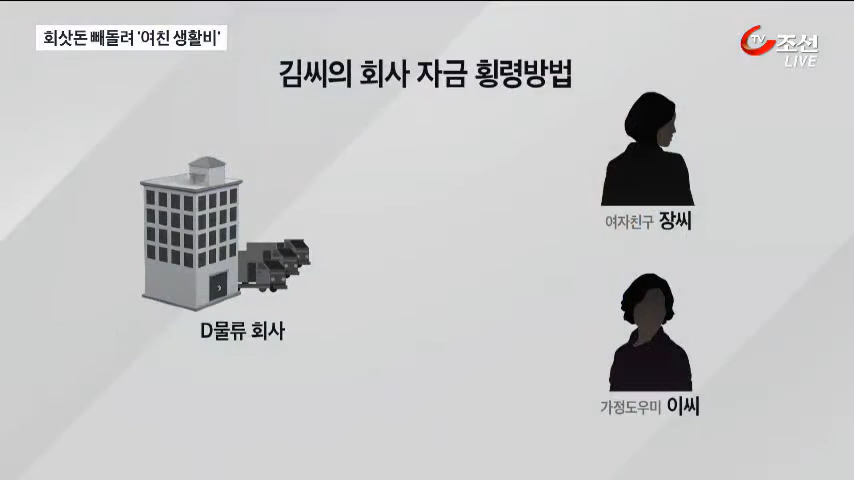 회삿돈 빼돌려 '여친 생활비'
TV조선
LIVE
김씨의 회사 자금 횡령방법
여자친구 장씨
D물류 회사
가정도우미 이씨